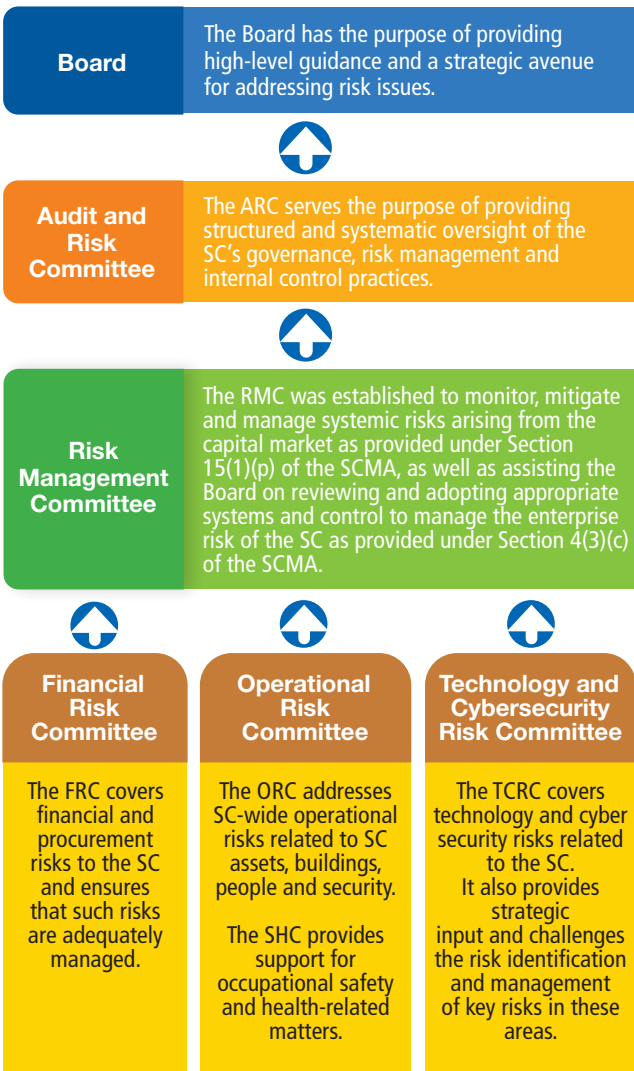 Board
The Board has the purpose of providing
high-level guidance and a strategic avenue
for addressing risk issues.
Audit and
Risk
Committee
The ARC serves the purpose of providing
structured and systematic oversight of the
SC’s governance, risk management and
internal control practices.
Risk
Management
Committee
The RMC was established to monitor, mitigate
and manage systemic risks arising from the
capital market as provided under Section
15(1)(p) of the SCMA, as well as assisting the
Board on reviewing and adopting appropriate
systems and control to manage the enterprise
risk of the SC as provided under Section 4(3)(c)
of the SCMA.
Financial
Risk
Committee
The FRC covers
financial and
procurement
risks to the SC
and ensures
that such risks
are adequately
managed.
Operational
Risk
Committee
The ORC addresses
SC-wide operational
risks related to SC
assets, buildings,
people and security.
The SHC provides
support for
occupational safety
and health-related
matters.
Technology and
Cybersecurity
Risk Committee
The TCRC covers
technology and cyber
security risks related
to the SC.
It also provides
strategic
input and challenges
the risk identification
and management
of key risks in these
areas.